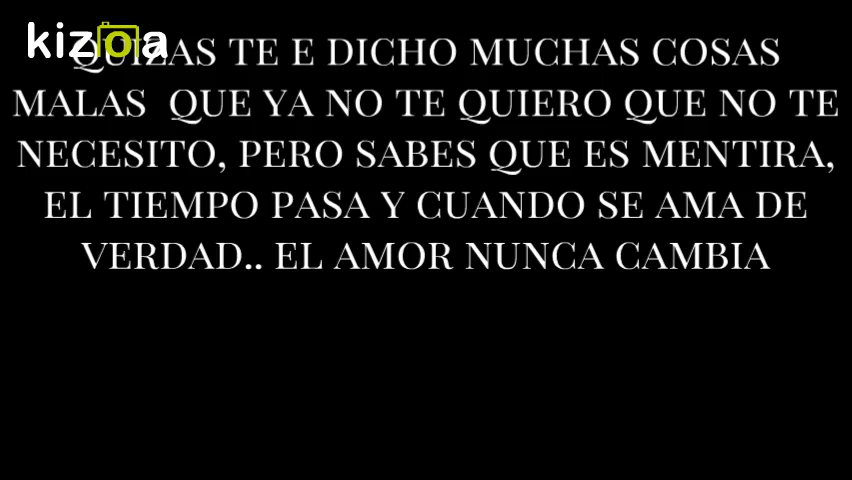 kizoa
QUIZAS TE E DICHO MUCHAS COSAS
MALAS QUE YA NO TE QUIERO QUE NO TE
NECESITO, PERO SABES QUE ES MENTIRA,
EL TIEMPO PASA Y CUANDO SE AMA DE
VERDAD.. EL AMOR NUNCA CAMBIA